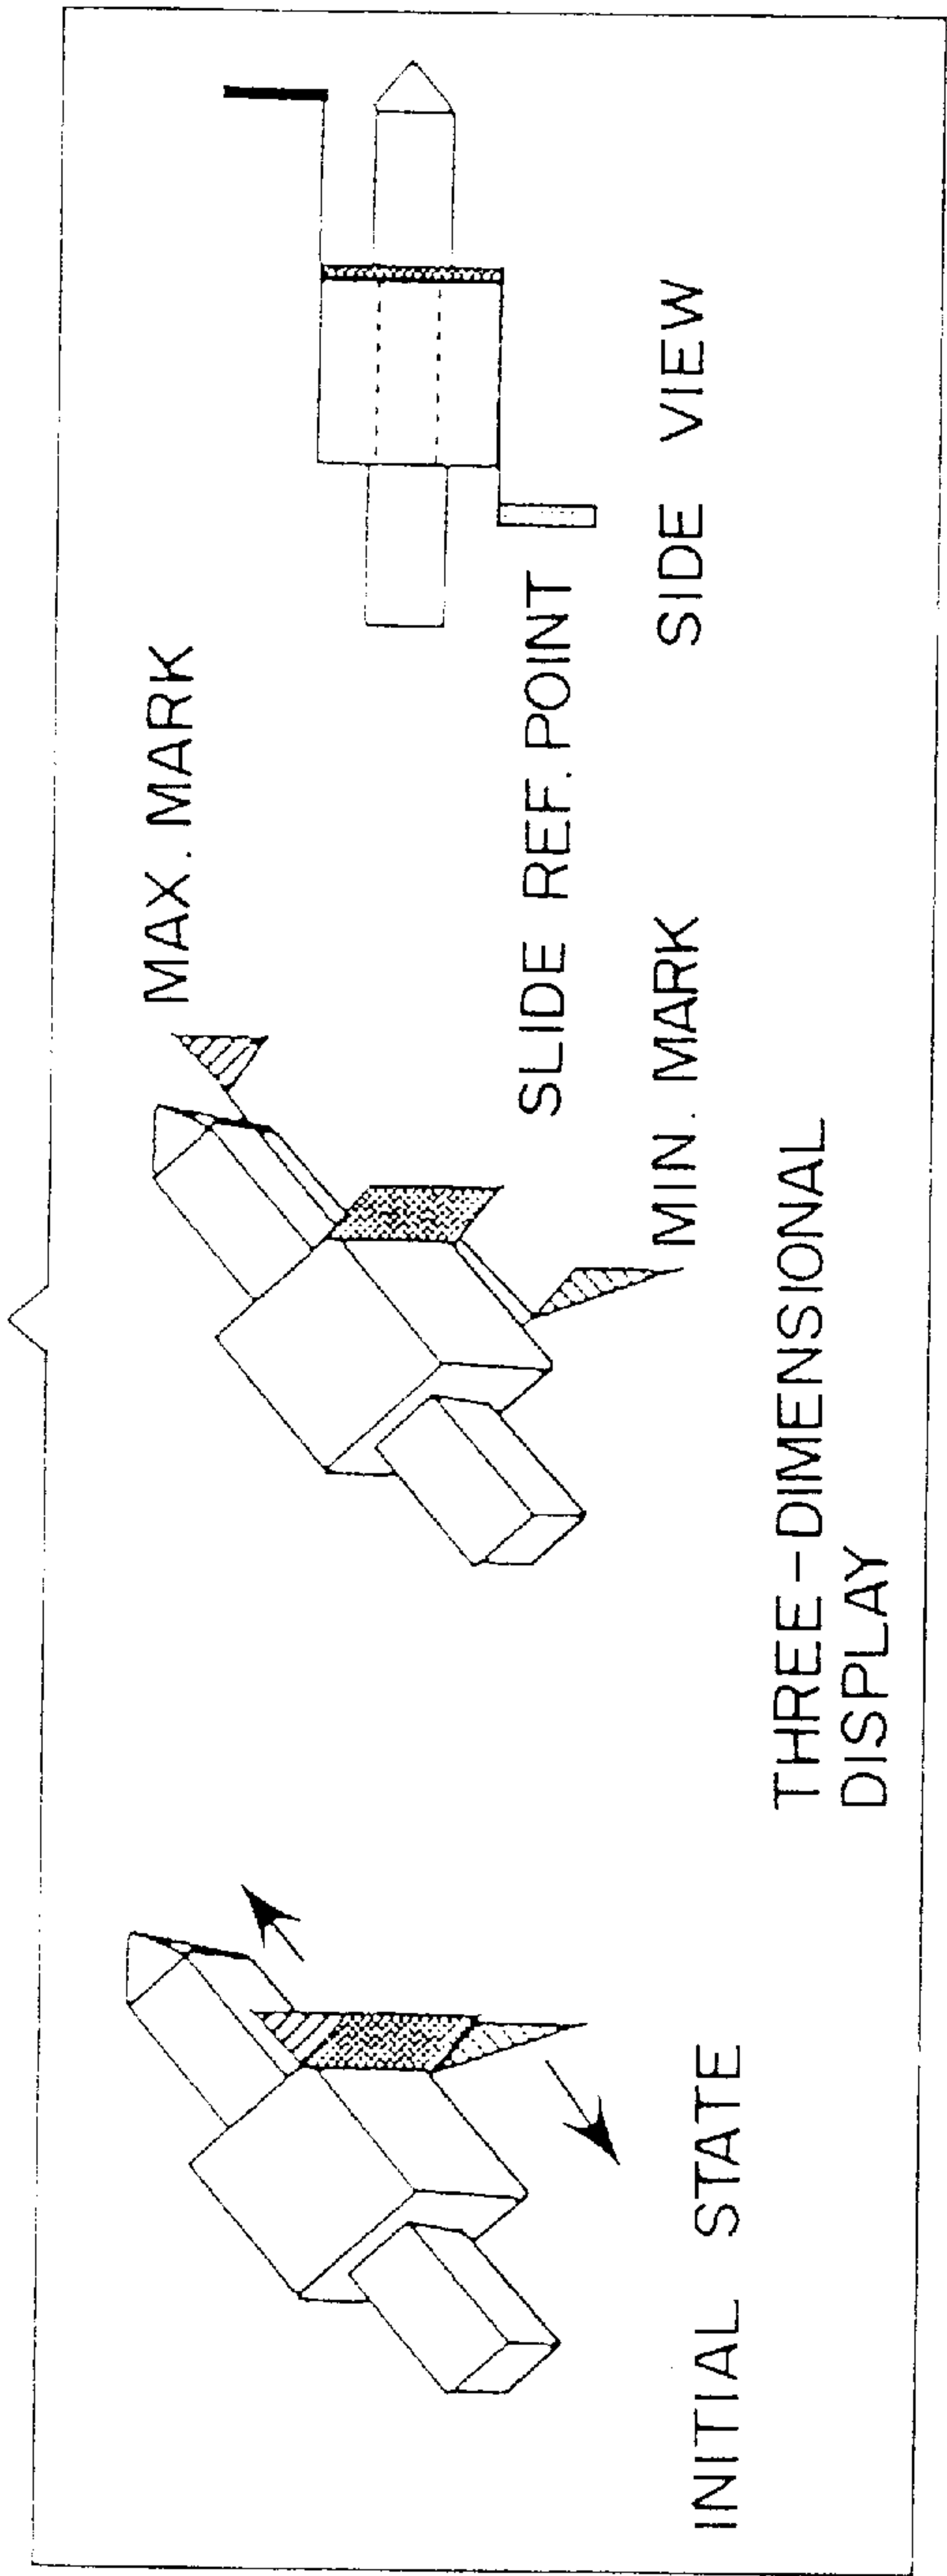 INITIAL STATE
THREE-DIMENSIONAL
DISPLAY
MAX. MARK
SLIDE REF. POINT
MIN. MARK
SIDE VIEW